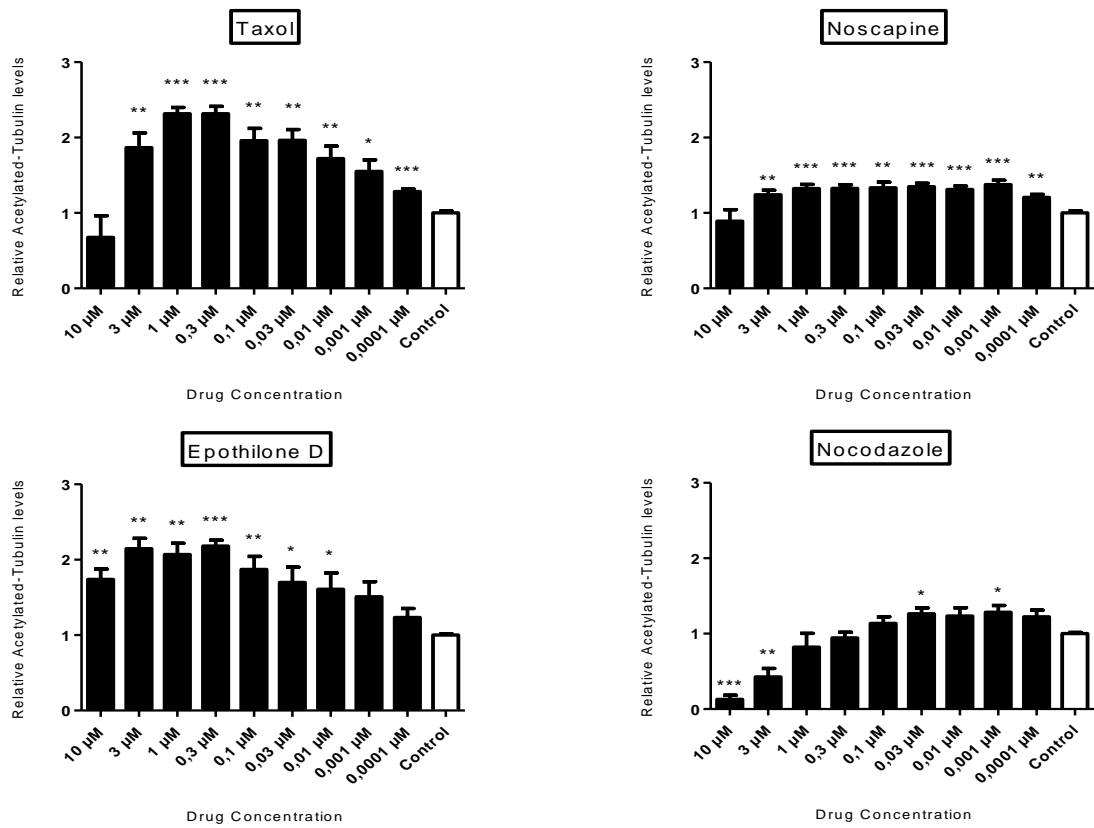 Taxol
Relative Acetylated-Tubulin levels
3
2
1
0
** *** *** ** ** ** * ***
10 µM 3 µM 1 µM 0,3 µM 0,1 µM 0,03 µM 0,01 µM 0,001 µM 0,0001 µM Control
Drug Concentration
Noscapine
Relative Acetylated-Tubulin levels
3
2
1
0
** *** *** ** *** *** *** **
10 µM 3 µM 1 µM 0,3 µM 0,1 µM 0,03 µM 0,01 µM 0,001 µM 0,0001 µM Control
Drug Concentration
Epothilone D
Relative Acetylated-Tubulin levels
3
2
1
0
** ** ** *** ** * *
10 µM 3 µM 1 µM 0,3 µM 0,1 µM 0,03 µM 0,01 µM 0,001 µM 0,0001 µM Control
Drug Concentration
Nocodazole
Relative Acetylated-Tubulin levels
3
2
1
0
*** ** * *
10 µM 3 µM 1 µM 0,3 µM 0,1 µM 0,03 µM 0,01 µM 0,001 µM 0,0001 µM Control
Drug Concentration